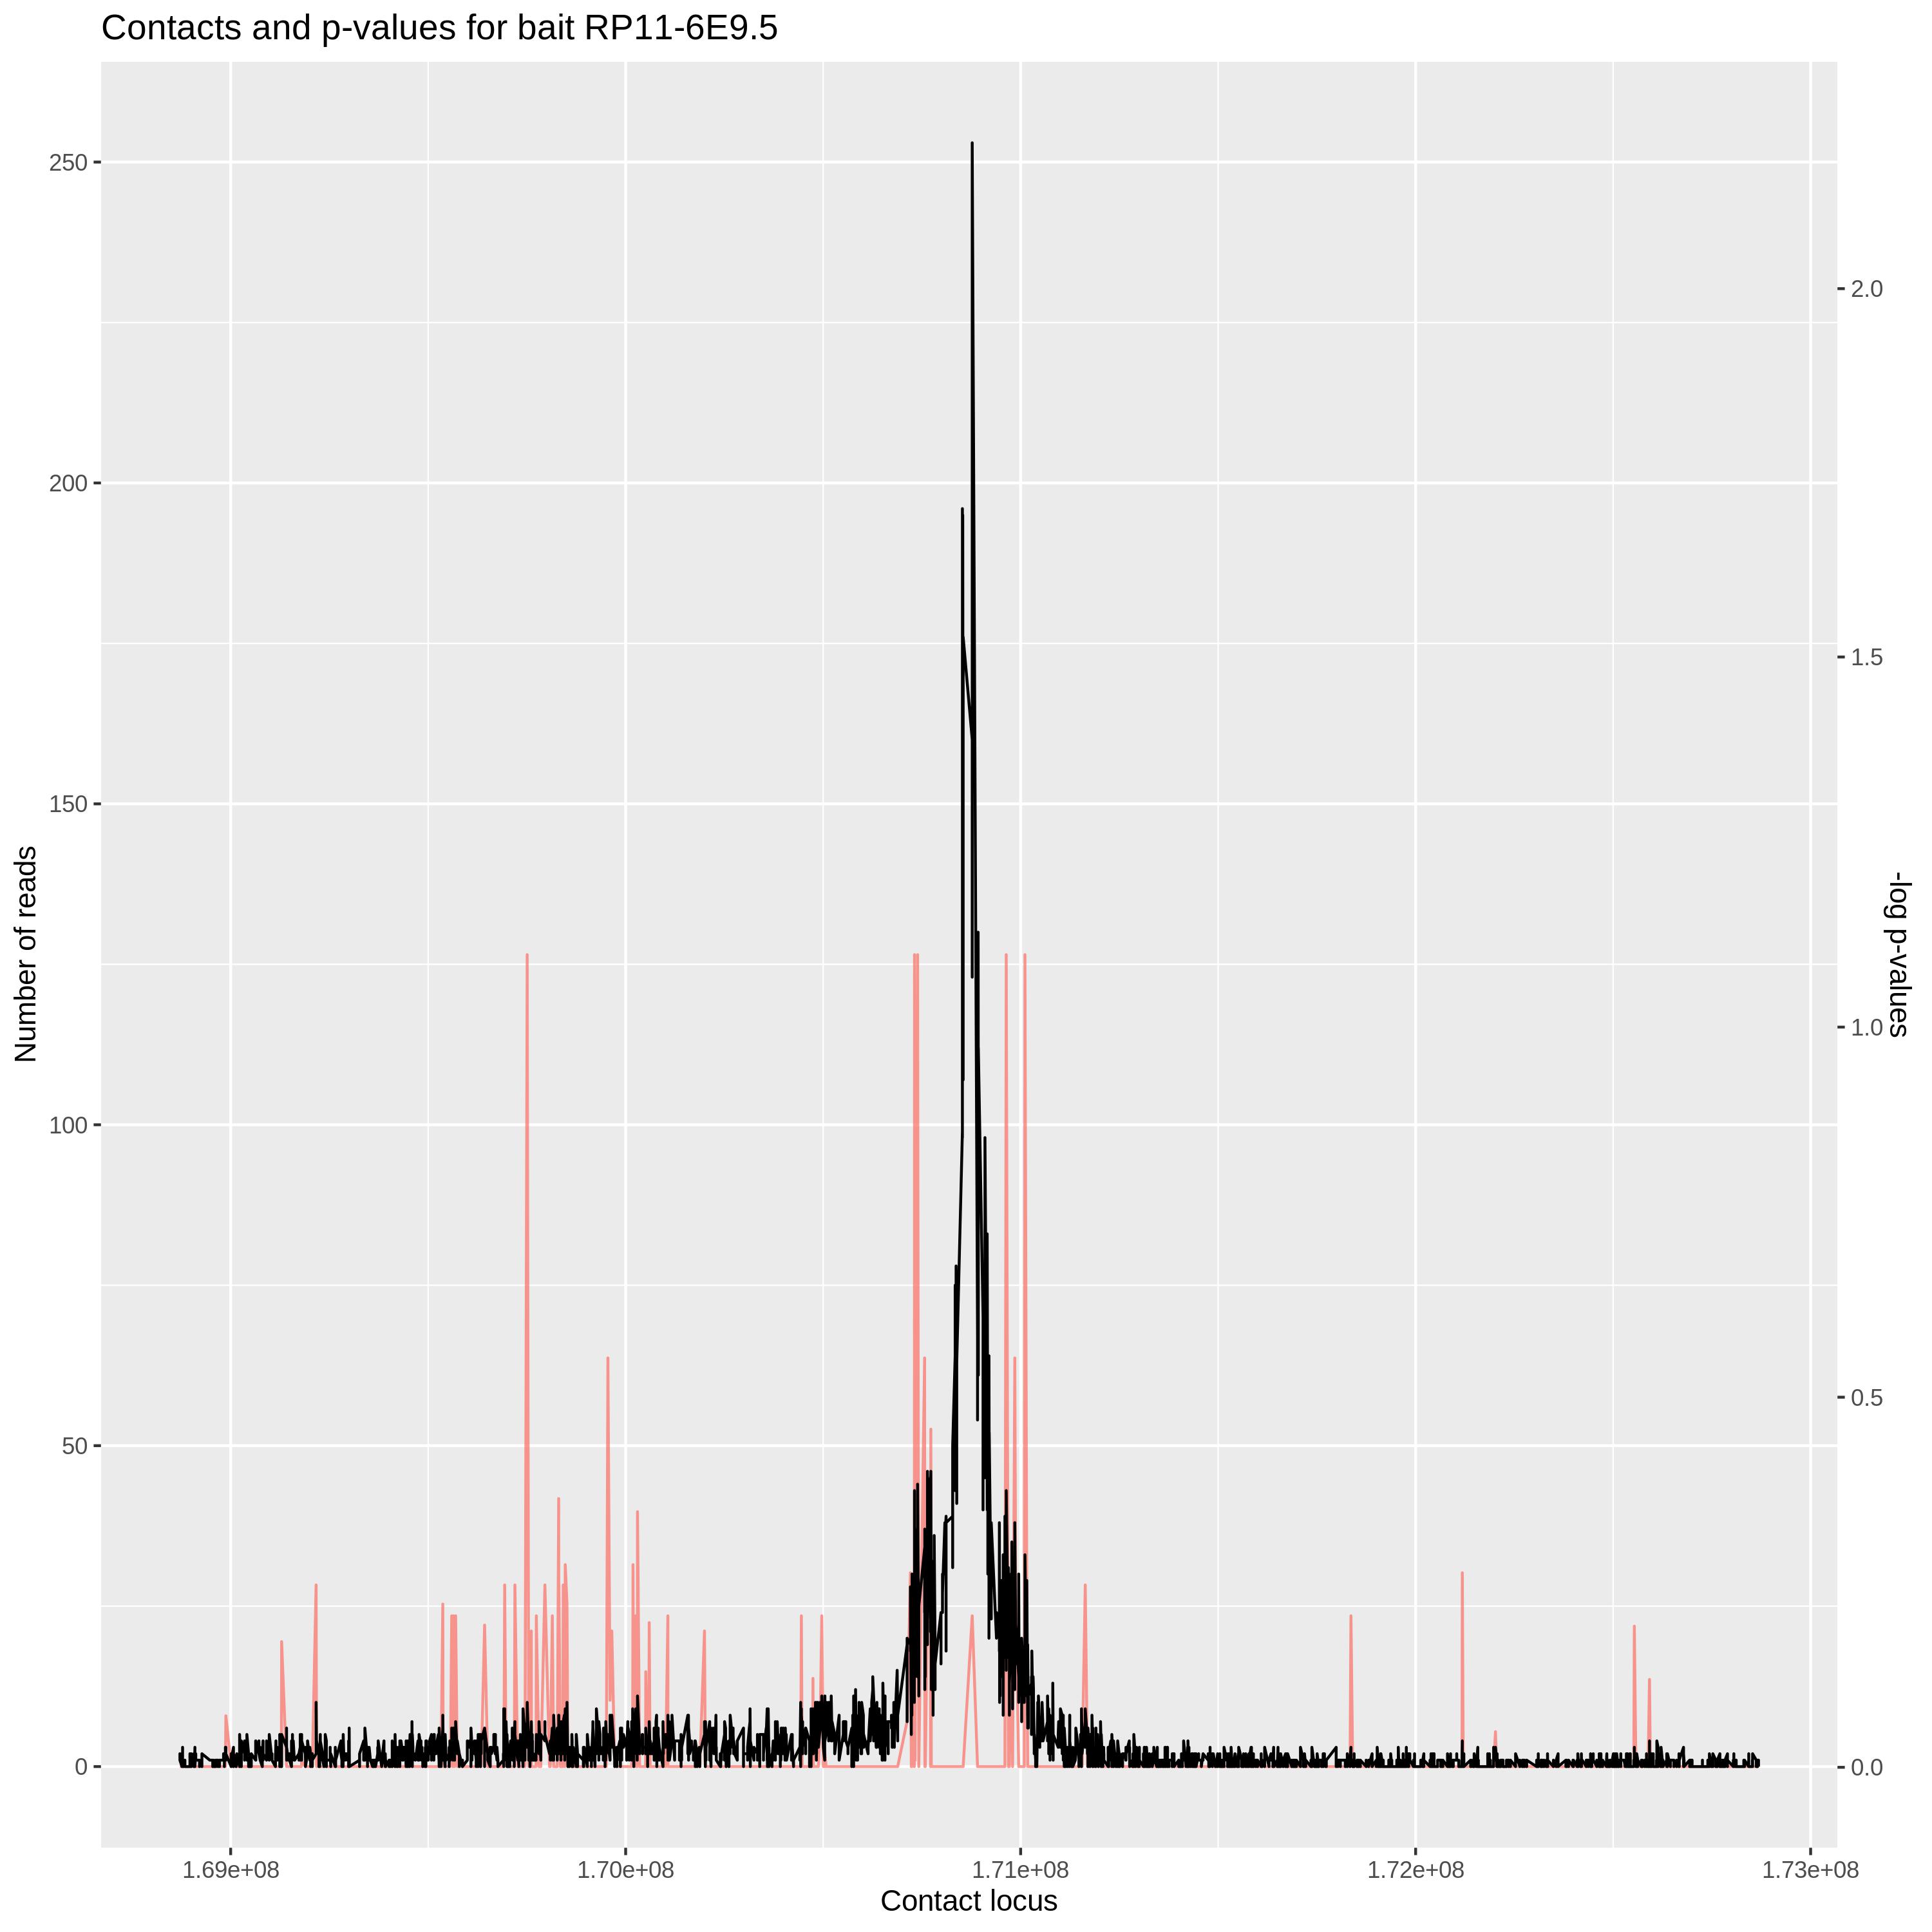 Contacts and p-values for bait RP11-6E9.5
250
200
150
100
50
0
Number of reads
2.0
1.5
1.0
0.5
0.0
-log p-values
1.69e+08
1.70e+08
1.71e+08
1.72e+08
1.73e+08
Contact locus